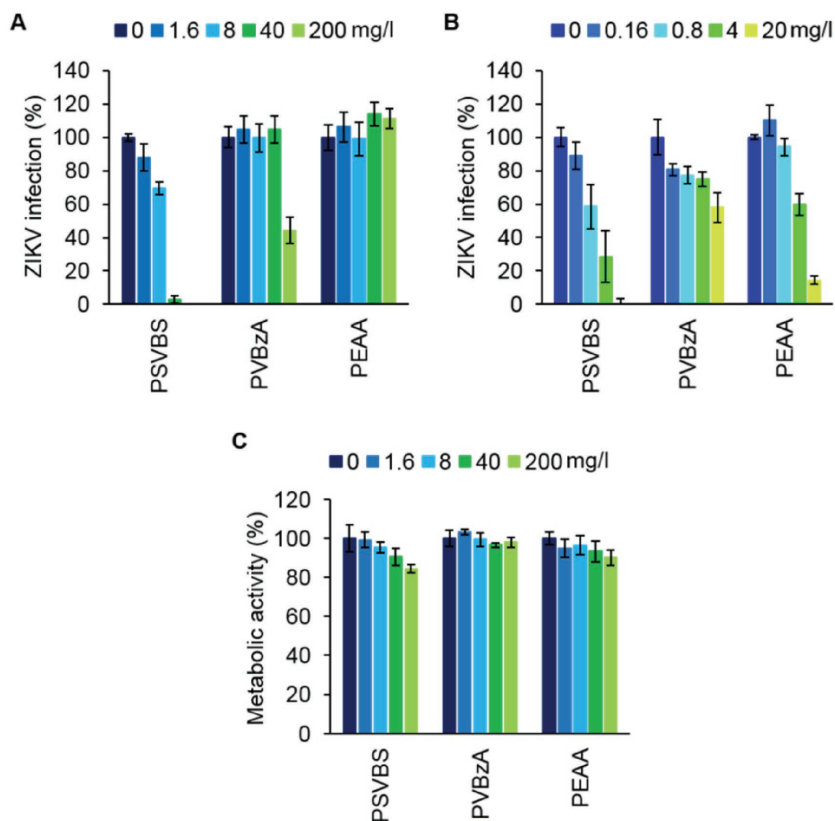 A
0 1.6 8 40 200 mg/l
ZIKV infection (%)
140
120
100
80
60
40
20
0
PSVBS
PVBzA
PEAA
B
0 0.16 0.8 4 20 mg/l
ZIKV infection (%)
140
120
100
80
60
40
20
0
PSVBS
PVBzA
PEAA
C
0 1.6 8 40 200 mg/l
Metabolic activity (%)
120
100
80
60
40
20
0
PSVBS
PVBzA
PEAA